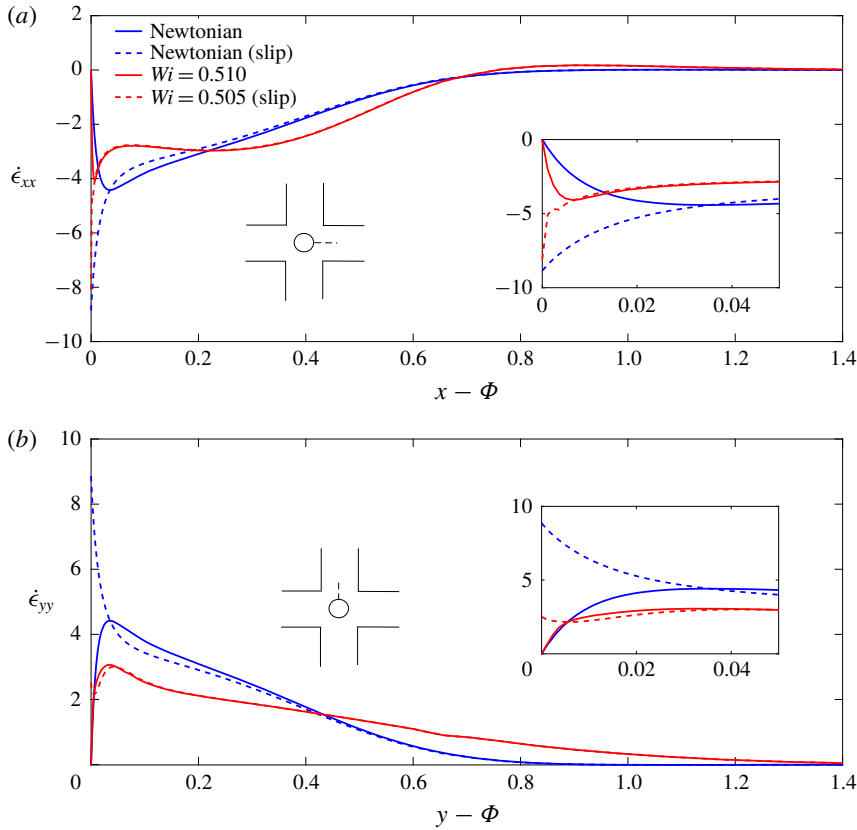 (a)
2
0
−2
−4
−6
−8
−10
ϵ̇xx
Newtonian
Newtonian (slip)
Wi = 0.510
Wi = 0.505 (slip)
0
−5
−10
0 0.02 0.04
0 0.2 0.4 0.6 0.8 1.0 1.2 1.4
x − Φ
(b)
10
8
6
4
2
ϵ̇yy
10
5
0
0.02 0.04
0 0.2 0.4 0.6 0.8 1.0 1.2 1.4
y − Φ